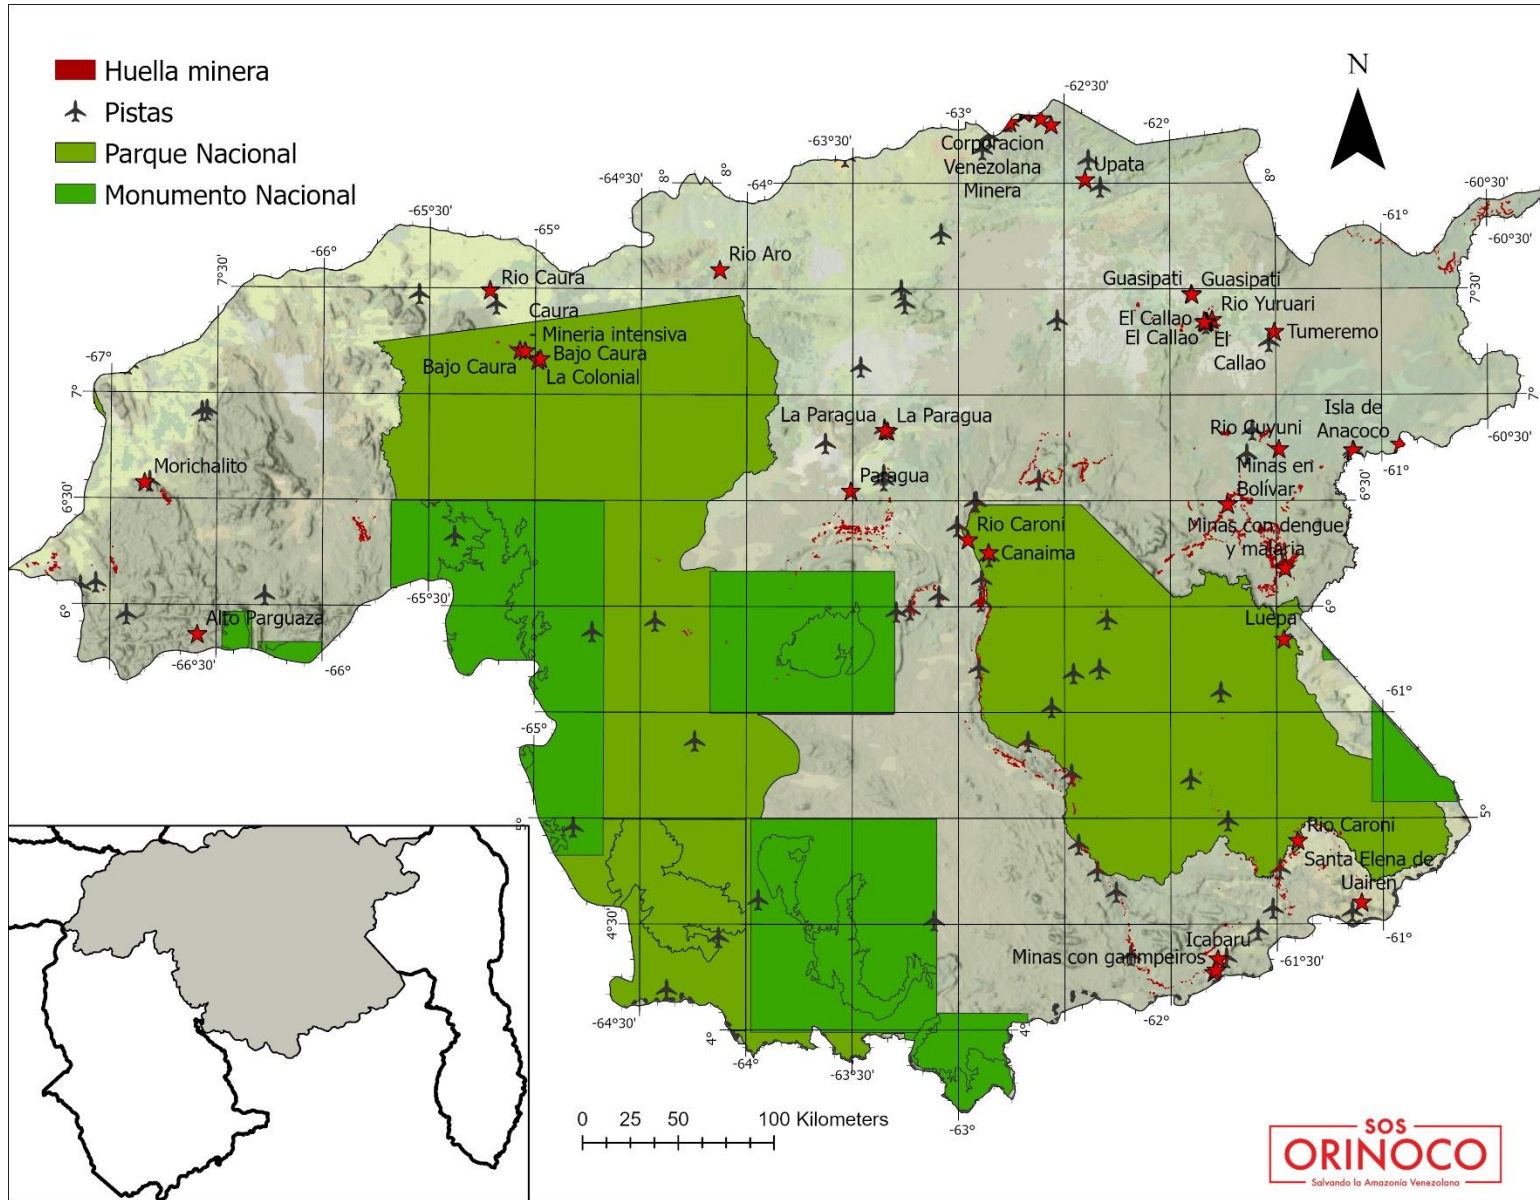 Huella minera
Pistas
Parque Nacional
Monumento Nacional
N
-62°30'
-63°
-62°
-63°30'
Corporacion
Venezolana
Minera
Upata
8°
8°
8°
-64°30'
-64°
-60°30'
-61°
-60°30'
-65°30'
-65°
-66°
7°30'
Rio Aro
Rio Caura
Caura
Guasipati
Guasipati
7°30'
Rio Yuruari
El Callao
El Callao
El
Callao
Tumeremo
Mineria intensiva
Bajo Caura
Bajo Caura
La Colonial
-67°
7°
7°
La Paragua
La Paragua
Isla de
Anacoco
-60°30'
Rio Cuyuni
-61°
Morichalito
Paragua
Minas en
Bolívar
6°30'
6°30'
Rio Caroni
Canaima
Minas con dengue
y malaria
6°
-65°30'
6°
Alto Parguaza
Luepa
-66°30'
-66°
-61°
-65°
5°
5°
Rio Caroni
Santa Elena de
Uairen
4°30'
-61°
Icabaru
Minas con garimpeiros
-61°30'
-64°30'
-62°
4°
4°
-64°
-63°30'
-63°
0 25 50 100 Kilometers
SOS
ORINOCO
Salvando la Amazonía Venezolana